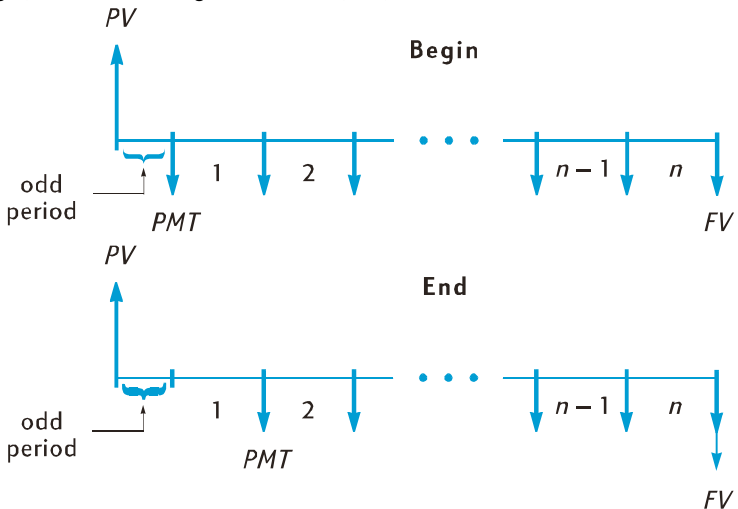 PV
Begin
1 2 n – 1 n
odd
period
PMT FV
PV
End
1 2 n – 1 n
odd
period
PMT
FV